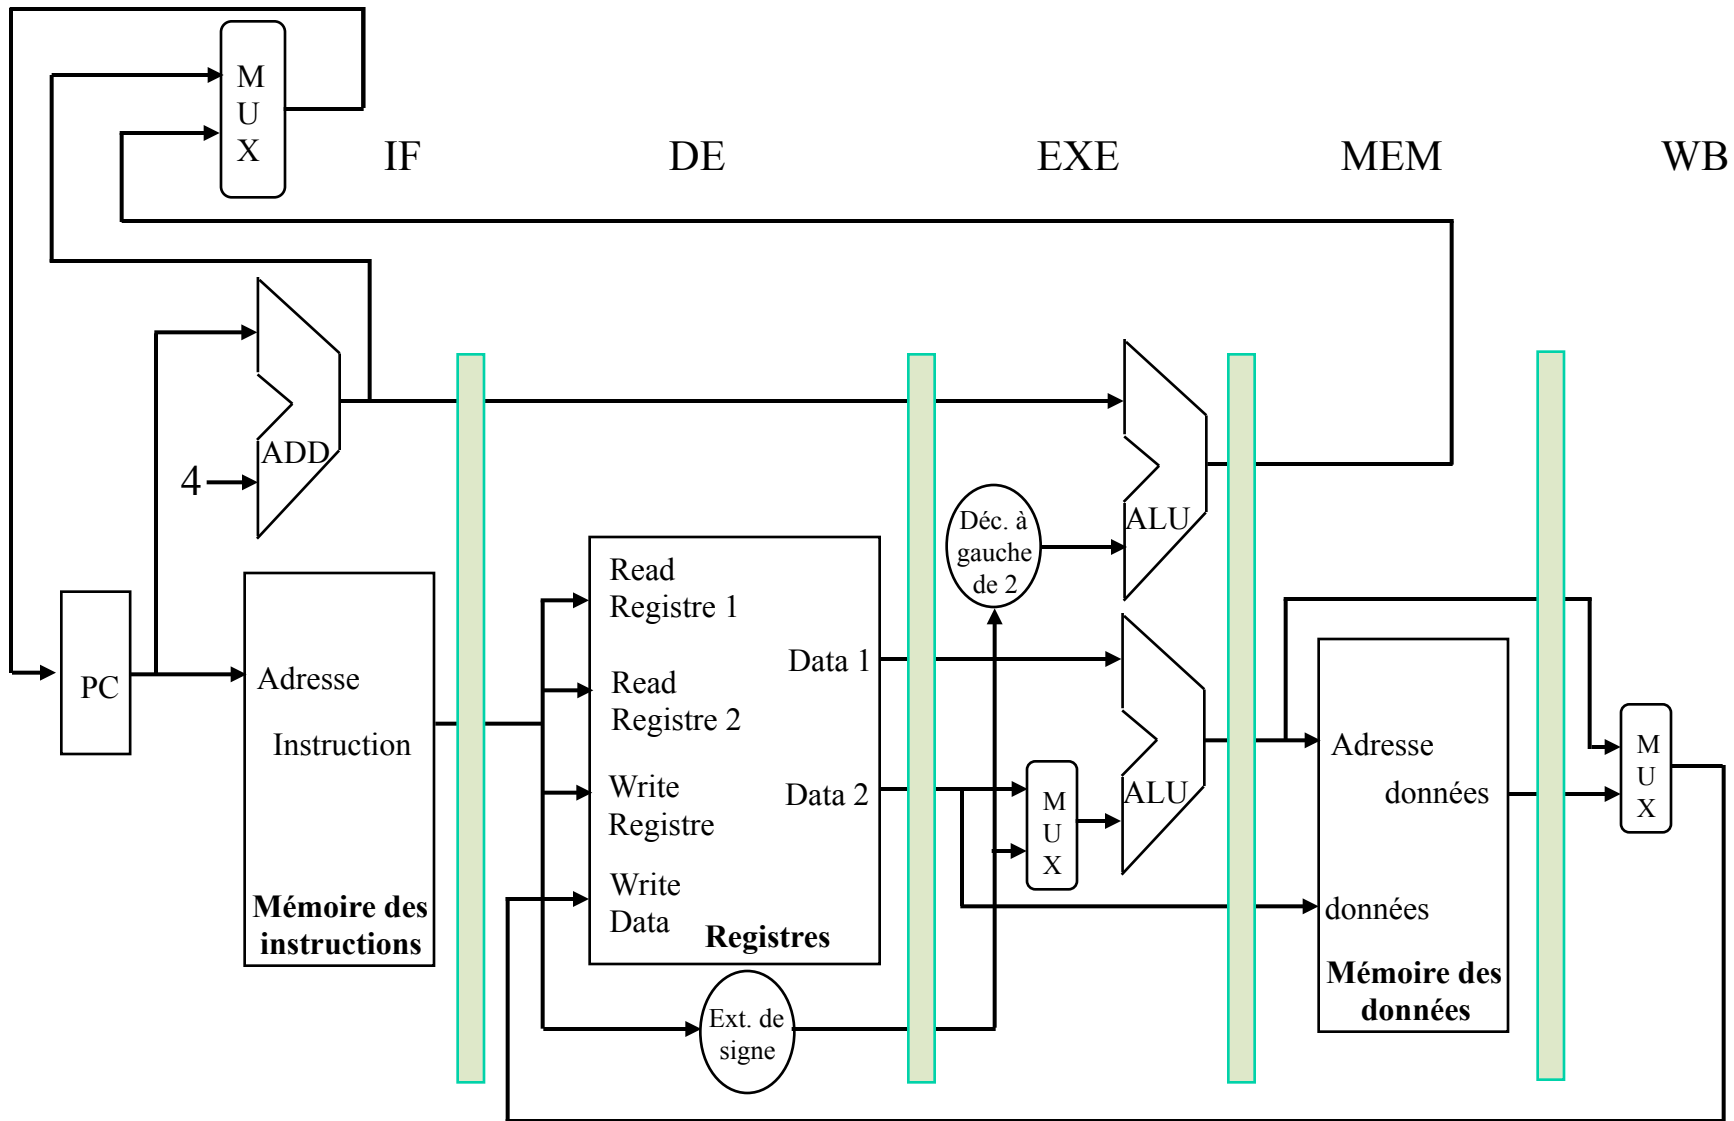 M
U
X
IF
DE
EXE
MEM
WB
ADD
4
PC
Adresse
Instruction
Mémoire des
instructions
Read
Registre 1
Read
Registre 2
Write
Registre
Write
Data
Data 1
Data 2
Registres
Ext. de
signe
Déc. à
gauche
de 2
ALU
M
U
X
ALU
Adresse
données
données
Mémoire des
données
M
U
X